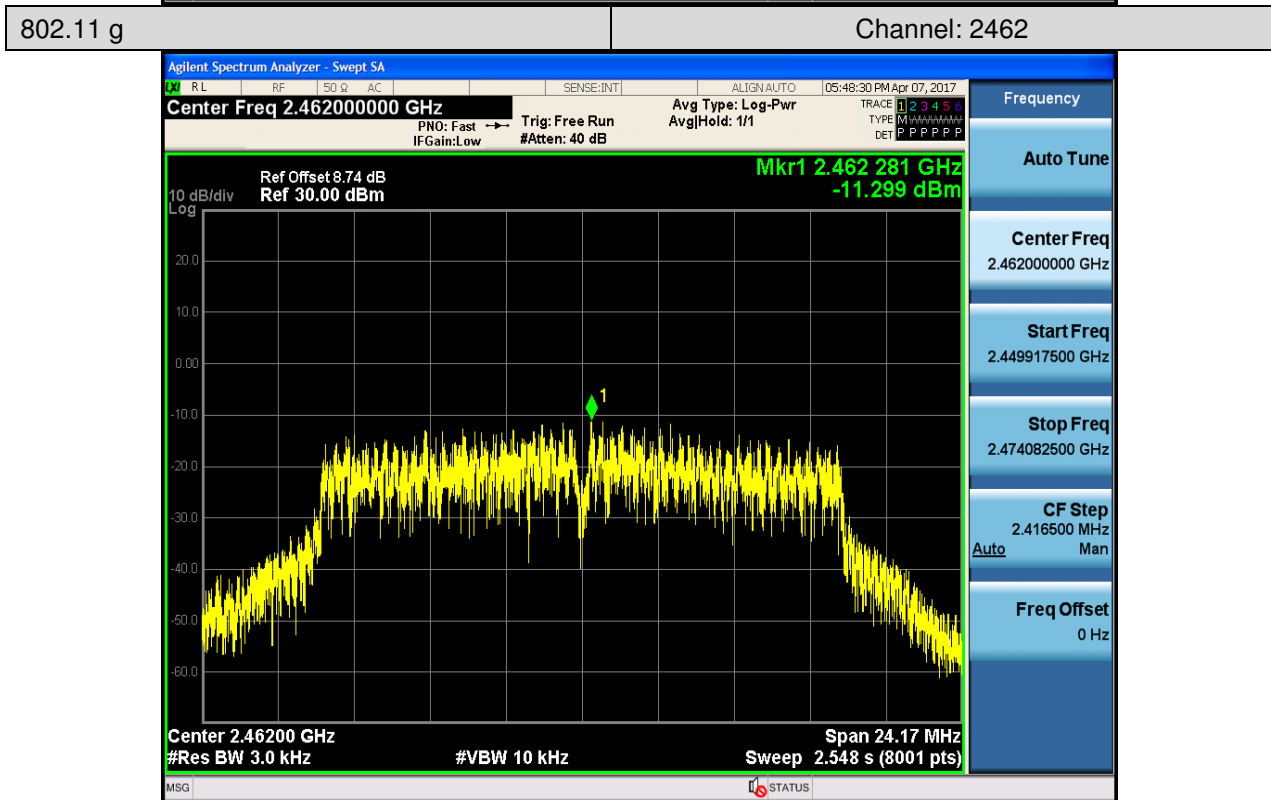 802.11 g Channel: 2462
Agilent Spectrum Analyzer - Swept SA
LXI RL RF 50 Ω AC SENSE:INT ALIGN AUTO 05:48:30 PM Apr 07, 2017
Center Freq 2.462000000 GHz
PNO: Fast
IFGain:Low
Trig: Free Run
#Atten: 40 dB
Avg Type: Log-Pwr
Avg|Hold: 1/1
TRACE 1 2 3 4 5 6
TYPE M WWWWW
DET P P P P P P
Mkr1 2.462 281 GHz
-11.299 dBm
Ref Offset 8.74 dB
10 dB/div Ref 30.00 dBm
Log
20.0
10.0
0.00
-10.0
-20.0
-30.0
-40.0
-50.0
-60.0
1
Center 2.46200 GHz Span 24.17 MHz
#Res BW 3.0 kHz #VBW 10 kHz Sweep 2.548 s (8001 pts)
MSG STATUS
Frequency
Auto Tune
Center Freq
2.462000000 GHz
Start Freq
2.449917500 GHz
Stop Freq
2.474082500 GHz
CF Step
2.416500 MHz
Auto Man
Freq Offset
0 Hz